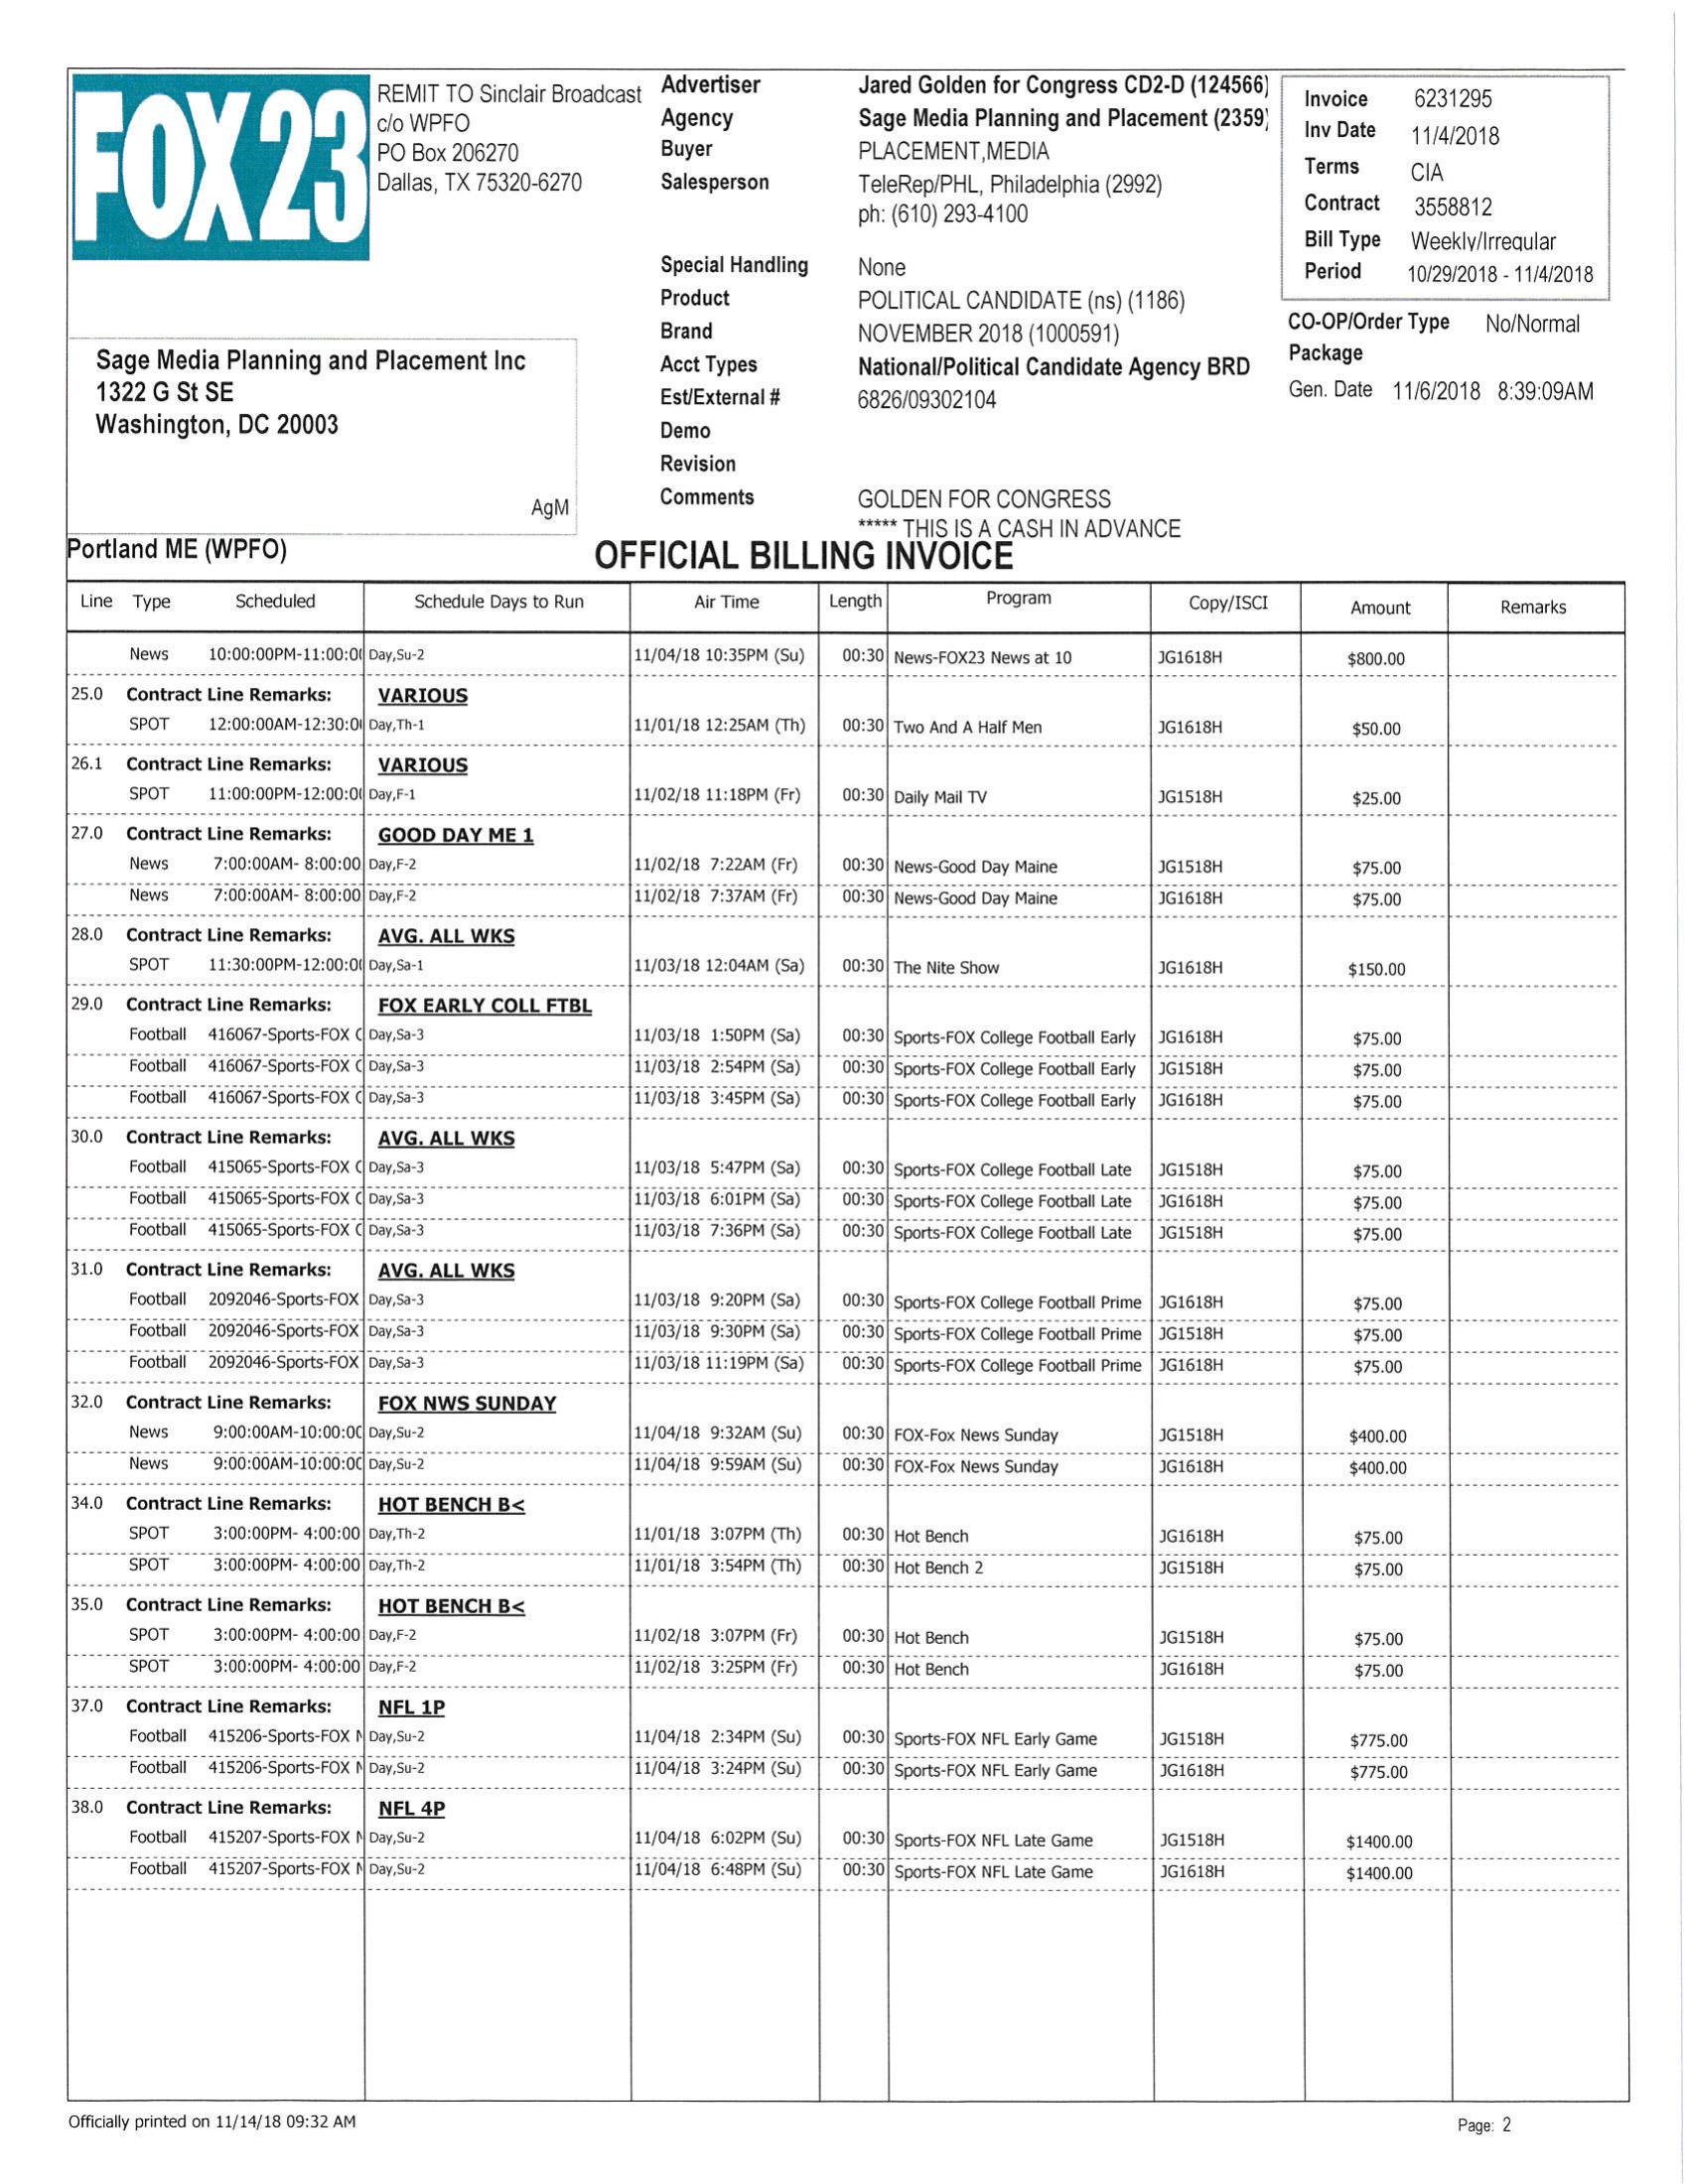 FOX23
REMIT TO Sinclair Broadcast
c/o WPFO
PO Box 206270
Dallas, TX 75320-6270
Advertiser Jared Golden for Congress CD2-D (124566)
Agency Sage Media Planning and Placement (2359)
Buyer PLACEMENT,MEDIA
Salesperson TeleRep/PHL, Philadelphia (2992)
ph: (610) 293-4100
Special Handling None
Product POLITICAL CANDIDATE (ns) (1186)
Brand NOVEMBER 2018 (1000591)
Acct Types National/Political Candidate Agency BRD
Est/External # 6826/09302104
Demo
Revision
Comments GOLDEN FOR CONGRESS
***** THIS IS A CASH IN ADVANCE
Invoice 6231295
Inv Date 11/4/2018
Terms CIA
Contract 3558812
Bill Type Weekly/Irregular
Period 10/29/2018 - 11/4/2018
CO-OP/Order Type No/Normal
Package
Gen. Date 11/6/2018 8:39:09AM
Sage Media Planning and Placement Inc
1322 G St SE
Washington, DC 20003
AgM
Portland ME (WPFO)
OFFICIAL BILLING INVOICE
Line Type Scheduled Schedule Days to Run Air Time Length Program Copy/ISCI Amount Remarks
News 10:00:00PM-11:00:0( Day,Su-2 11/04/18 10:35PM (Su) 00:30 News-FOX23 News at 10 JG1618H $800.00
25.0 Contract Line Remarks: VARIOUS
SPOT 12:00:00AM-12:30:0( Day,Th-1 11/01/18 12:25AM (Th) 00:30 Two And A Half Men JG1618H $50.00
26.1 Contract Line Remarks: VARIOUS
SPOT 11:00:00PM-12:00:0( Day,F-1 11/02/18 11:18PM (Fr) 00:30 Daily Mail TV JG1518H $25.00
27.0 Contract Line Remarks: GOOD DAY ME 1
News 7:00:00AM- 8:00:00 Day,F-2 11/02/18 7:22AM (Fr) 00:30 News-Good Day Maine JG1518H $75.00
News 7:00:00AM- 8:00:00 Day,F-2 11/02/18 7:37AM (Fr) 00:30 News-Good Day Maine JG1618H $75.00
28.0 Contract Line Remarks: AVG. ALL WKS
SPOT 11:30:00PM-12:00:0( Day,Sa-1 11/03/18 12:04AM (Sa) 00:30 The Nite Show JG1618H $150.00
29.0 Contract Line Remarks: FOX EARLY COLL FTBL
Football 416067-Sports-FOX C Day,Sa-3 11/03/18 1:50PM (Sa) 00:30 Sports-FOX College Football Early JG1618H $75.00
Football 416067-Sports-FOX C Day,Sa-3 11/03/18 2:54PM (Sa) 00:30 Sports-FOX College Football Early JG1518H $75.00
Football 416067-Sports-FOX C Day,Sa-3 11/03/18 3:45PM (Sa) 00:30 Sports-FOX College Football Early JG1618H $75.00
30.0 Contract Line Remarks: AVG. ALL WKS
Football 415065-Sports-FOX C Day,Sa-3 11/03/18 5:47PM (Sa) 00:30 Sports-FOX College Football Late JG1518H $75.00
Football 415065-Sports-FOX C Day,Sa-3 11/03/18 6:01PM (Sa) 00:30 Sports-FOX College Football Late JG1618H $75.00
Football 415065-Sports-FOX C Day,Sa-3 11/03/18 7:36PM (Sa) 00:30 Sports-FOX College Football Late JG1518H $75.00
31.0 Contract Line Remarks: AVG. ALL WKS
Football 2092046-Sports-FOX Day,Sa-3 11/03/18 9:20PM (Sa) 00:30 Sports-FOX College Football Prime JG1618H $75.00
Football 2092046-Sports-FOX Day,Sa-3 11/03/18 9:30PM (Sa) 00:30 Sports-FOX College Football Prime JG1518H $75.00
Football 2092046-Sports-FOX Day,Sa-3 11/03/18 11:19PM (Sa) 00:30 Sports-FOX College Football Prime JG1618H $75.00
32.0 Contract Line Remarks: FOX NWS SUNDAY
News 9:00:00AM-10:00:0C Day,Su-2 11/04/18 9:32AM (Su) 00:30 FOX-Fox News Sunday JG1518H $400.00
News 9:00:00AM-10:00:0C Day,Su-2 11/04/18 9:59AM (Su) 00:30 FOX-Fox News Sunday JG1618H $400.00
34.0 Contract Line Remarks: HOT BENCH B<
SPOT 3:00:00PM- 4:00:00 Day,Th-2 11/01/18 3:07PM (Th) 00:30 Hot Bench JG1618H $75.00
SPOT 3:00:00PM- 4:00:00 Day,Th-2 11/01/18 3:54PM (Th) 00:30 Hot Bench 2 JG1518H $75.00
35.0 Contract Line Remarks: HOT BENCH B<
SPOT 3:00:00PM- 4:00:00 Day,F-2 11/02/18 3:07PM (Fr) 00:30 Hot Bench JG1518H $75.00
SPOT 3:00:00PM- 4:00:00 Day,F-2 11/02/18 3:25PM (Fr) 00:30 Hot Bench JG1618H $75.00
37.0 Contract Line Remarks: NFL 1P
Football 415206-Sports-FOX N Day,Su-2 11/04/18 2:34PM (Su) 00:30 Sports-FOX NFL Early Game JG1518H $775.00
Football 415206-Sports-FOX N Day,Su-2 11/04/18 3:24PM (Su) 00:30 Sports-FOX NFL Early Game JG1618H $775.00
38.0 Contract Line Remarks: NFL 4P
Football 415207-Sports-FOX N Day,Su-2 11/04/18 6:02PM (Su) 00:30 Sports-FOX NFL Late Game JG1518H $1400.00
Football 415207-Sports-FOX N Day,Su-2 11/04/18 6:48PM (Su) 00:30 Sports-FOX NFL Late Game JG1618H $1400.00
Officially printed on 11/14/18 09:32 AM
Page: 2